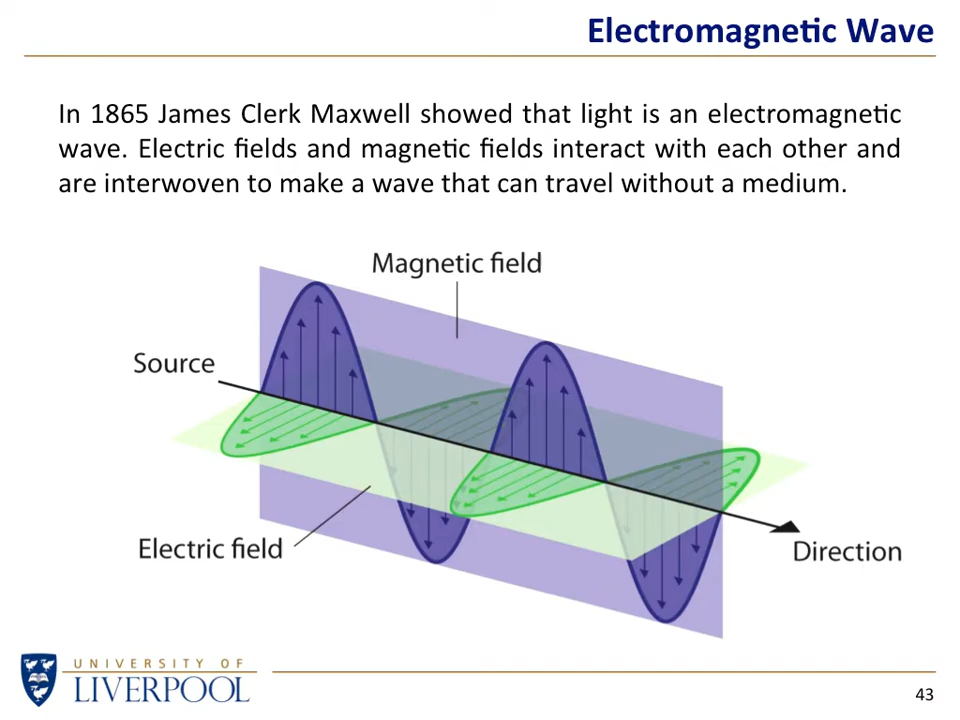 Electromagnetic Wave
In 1865 James Clerk Maxwell showed that light is an electromagnetic
wave. Electric fields and magnetic fields interact with each other and
are interwoven to make a wave that can travel without a medium.
Magnetic field
Source
Electric field
Direction
UNIVERSITY OF
LIVERPOOL
43